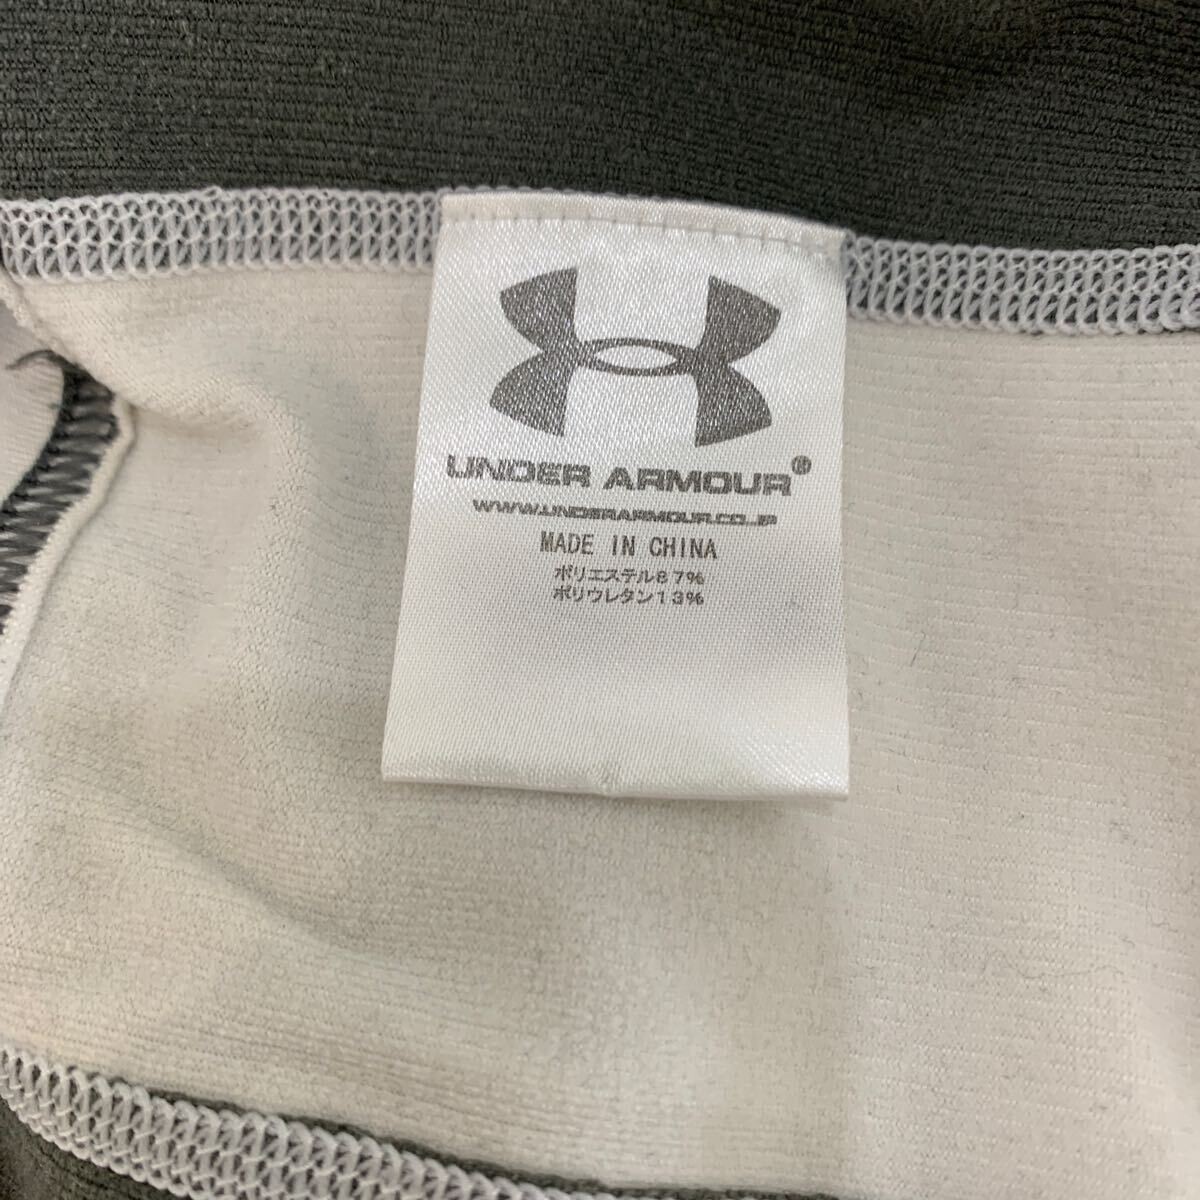 UNDER ARMOUR®
WWW.UNDERARMOUR.CO.JP
MADE IN CHINA
ポリエステル87%
ポリウレタン13%